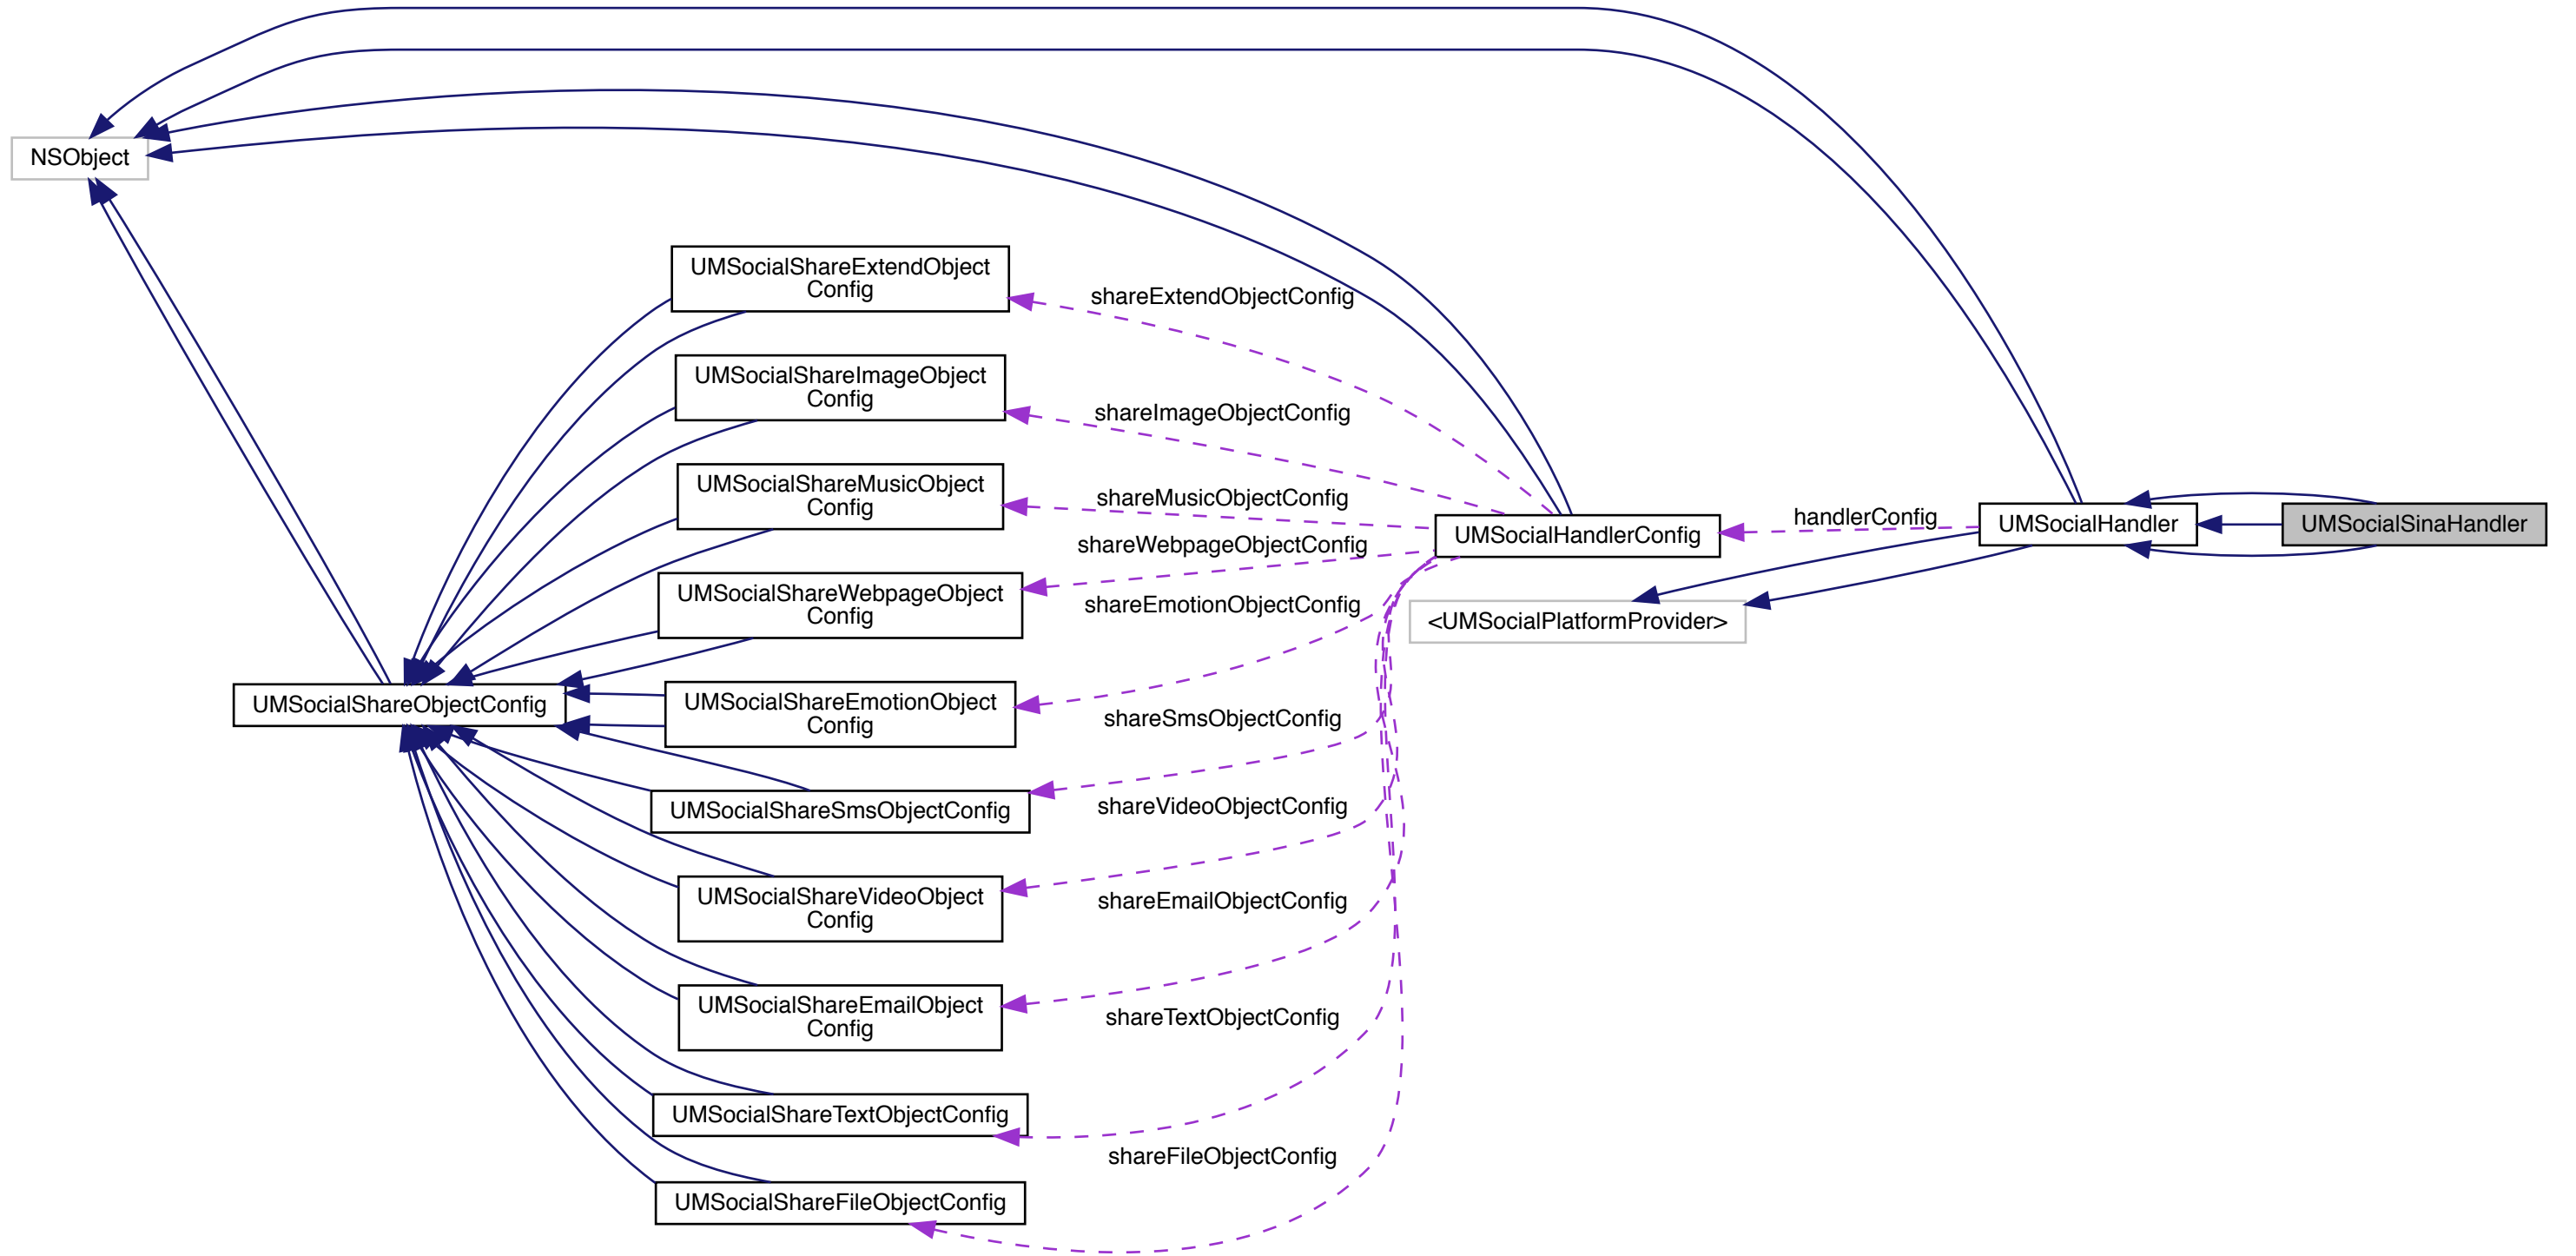 NSObject
UMSocialShareExtendObject
Config
shareExtendObjectConfig
UMSocialShareImageObject
Config
shareImageObjectConfig
UMSocialShareMusicObject
Config
shareMusicObjectConfig
UMSocialHandlerConfig
handlerConfig
UMSocialHandler
UMSocialSinaHandler
shareWebpageObjectConfig
UMSocialShareWebpageObject
Config
shareEmotionObjectConfig
<UMSocialPlatformProvider>
UMSocialShareObjectConfig
UMSocialShareEmotionObject
Config
shareSmsObjectConfig
UMSocialShareSmsObjectConfig
shareVideoObjectConfig
UMSocialShareVideoObject
Config
shareEmailObjectConfig
UMSocialShareEmailObject
Config
shareTextObjectConfig
UMSocialShareTextObjectConfig
shareFileObjectConfig
UMSocialShareFileObjectConfig